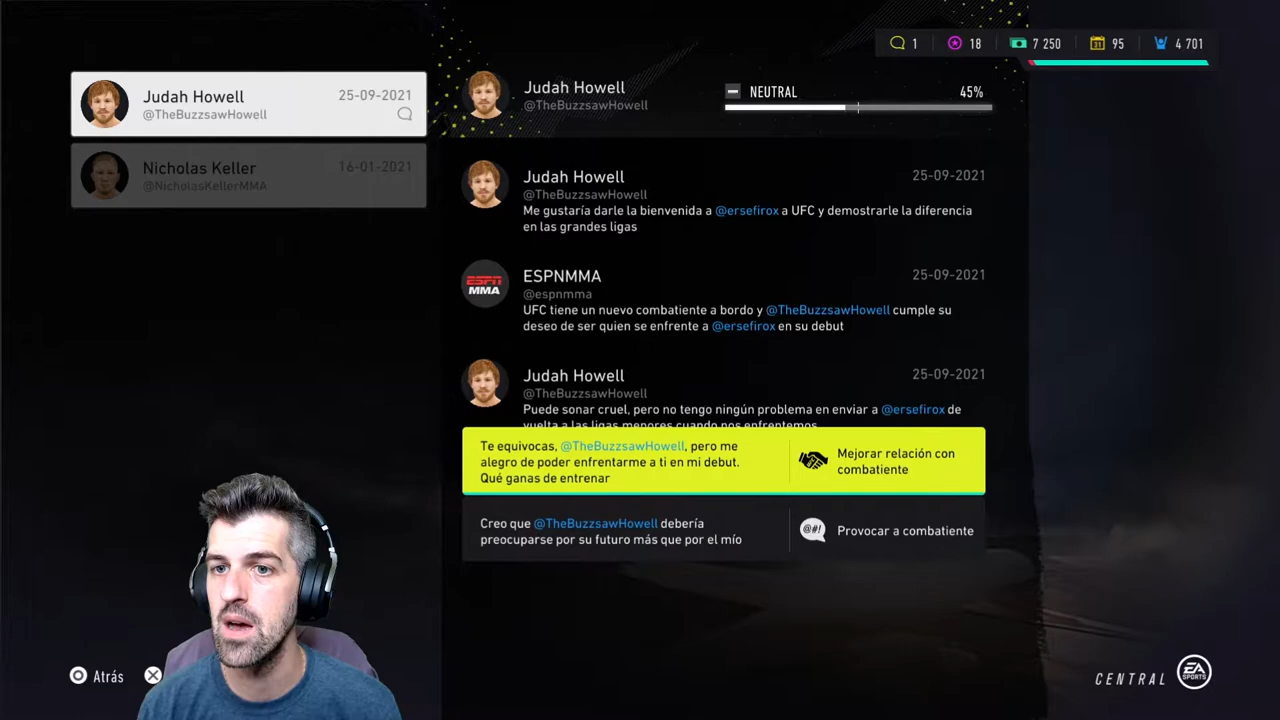 1
18
7 250
31
95
4 701
Judah Howell
25-09-2021
@TheBuzzsawHowell
Nicholas Keller
16-01-2021
@NicholasKellerMMA
Judah Howell
@TheBuzzsawHowell
NEUTRAL
45%
Judah Howell
25-09-2021
@TheBuzzsawHowell
Me gustaría darle la bienvenida a @ersefirox a UFC y demostrarle la diferencia
en las grandes ligas
ESPN
MMA
ESPNMMA
25-09-2021
@espnmma
UFC tiene un nuevo combatiente a bordo y @TheBuzzsawHowell cumple su
deseo de ser quien se enfrente a @ersefirox en su debut
Judah Howell
25-09-2021
@TheBuzzsawHowell
Puede sonar cruel, pero no tengo ningún problema en enviar a @ersefirox de
vuelta a las ligas menores cuando nos enfrentemos
Te equivocas, @TheBuzzsawHowell, pero me
alegro de poder enfrentarme a ti en mi debut.
Qué ganas de entrenar
Mejorar relación con
combatiente
Creo que @TheBuzzsawHowell debería
preocuparse por su futuro más que por el mío
@#!
Provocar a combatiente
Atrás
CENTRAL
EA
SPORTS